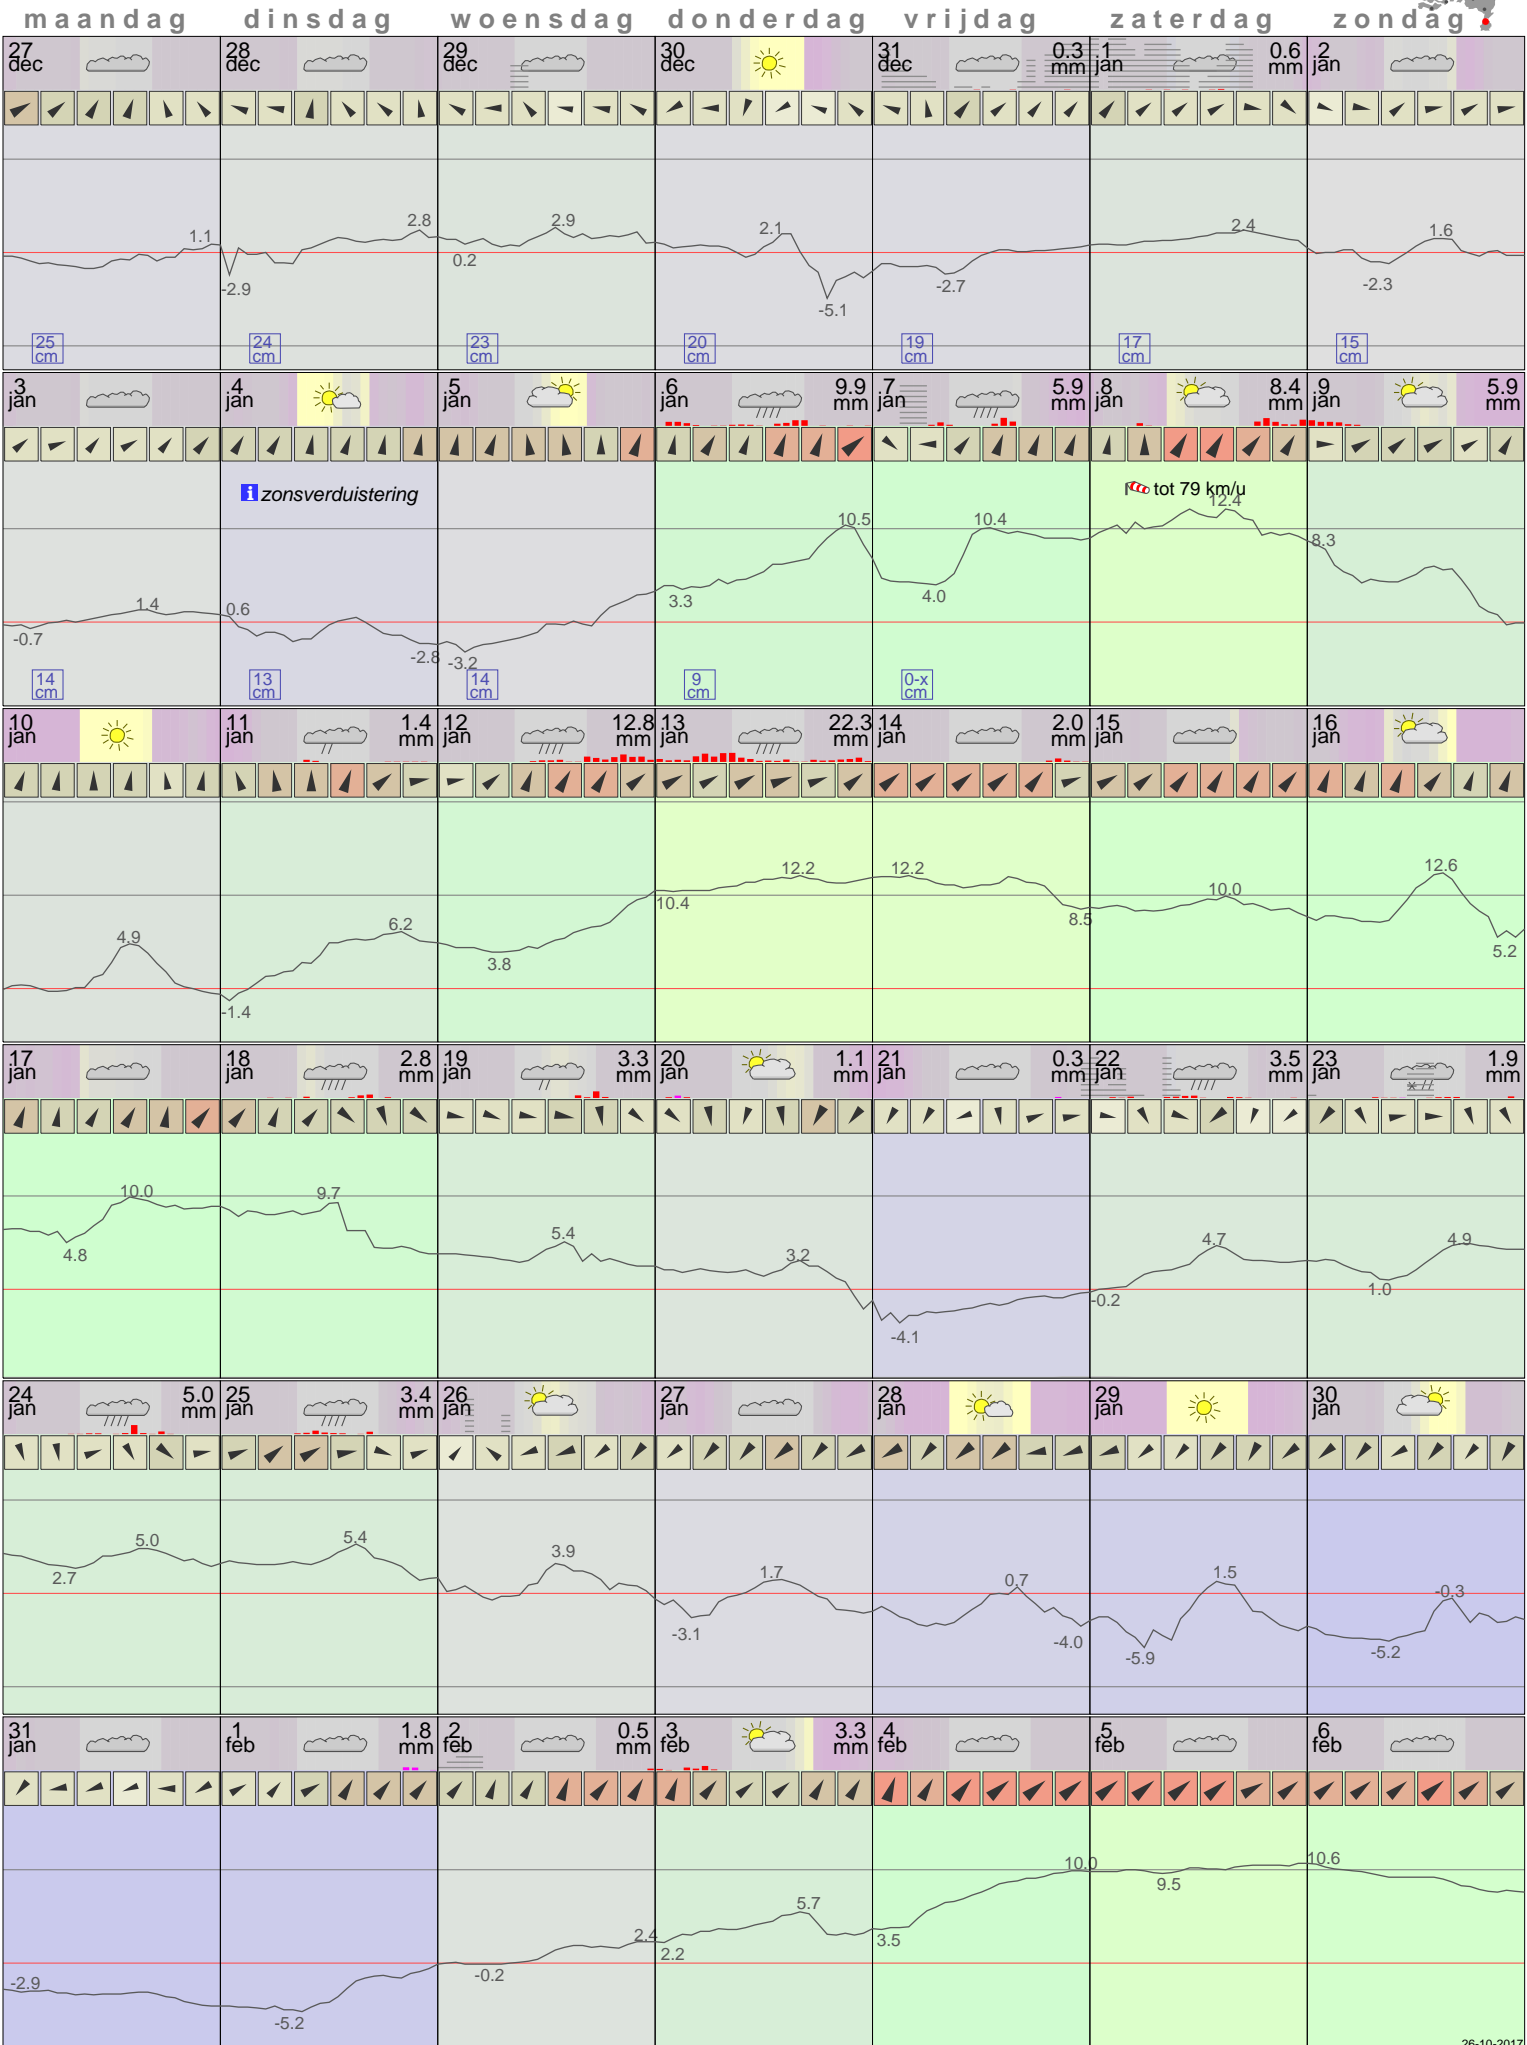 maandag dinsdag woensdag donderdag vrijdag zaterdag zondag
27 28 29 30 31 0.3 1 0.6 2
dec dec dec dec dec mm jan mm jan
1.1 2.8 2.9 2.1 2.4 1.6
-2.9 0.2 -5.1 -2.7 -2.3
25 24 23 20 19 17 15
cm cm cm cm cm cm cm
3 4 5 6 9.9 7 5.9 8 8.4 9 5.9
jan jan jan jan mm jan mm jan mm jan mm
i zonsverduistering tot 79 km/u
1.4 0.6 10.5 10.4 12.4 8.3
-0.7 -2.8 -3.2 3.3 4.0
14 13 14 9 0-x
cm cm cm cm cm
10 11 1.4 12 12.8 13 22.3 14 2.0 15 16
jan jan mm jan mm jan mm jan mm jan jan
4.9 6.2 12.2 12.2 10.0 12.6
-1.4 3.8 10.4 8.5 5.2
17 18 2.8 19 3.3 20 1.1 21 0.3 22 3.5 23 1.9
jan jan mm jan mm jan mm jan mm jan mm jan mm
10.0 9.7 5.4 3.2 4.7 4.9
4.8 -4.1 -0.2 1.0
24 5.0 25 3.4 26 27 28 29 30
jan mm jan mm jan jan jan jan jan
5.0 5.4 3.9 1.7 0.7 1.5 -0.3
2.7 -3.1 -4.0 -5.9 -5.2
31 1 1.8 2 0.5 3 3.3 4 5 6
jan feb mm feb mm feb mm feb feb feb
2.4 5.7 10.0 10.6
-2.9 -5.2 -0.2 2.2 3.5 9.5
26-10-2017